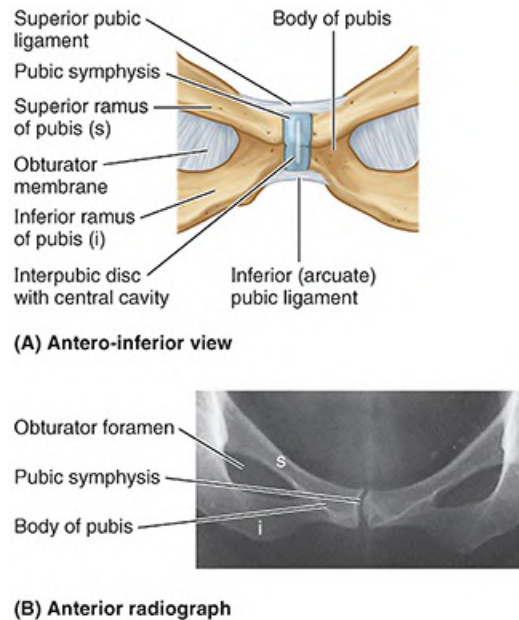 Superior pubic
ligament
Body of pubis
Pubic symphysis
Superior ramus
of pubis (s)
Obturator
membrane
Inferior ramus
of pubis (i)
Interpubic disc
with central cavity
Inferior (arcuate)
pubic ligament
(A) Antero-inferior view
Obturator foramen
s
Pubic symphysis
Body of pubis
i
(B) Anterior radiograph